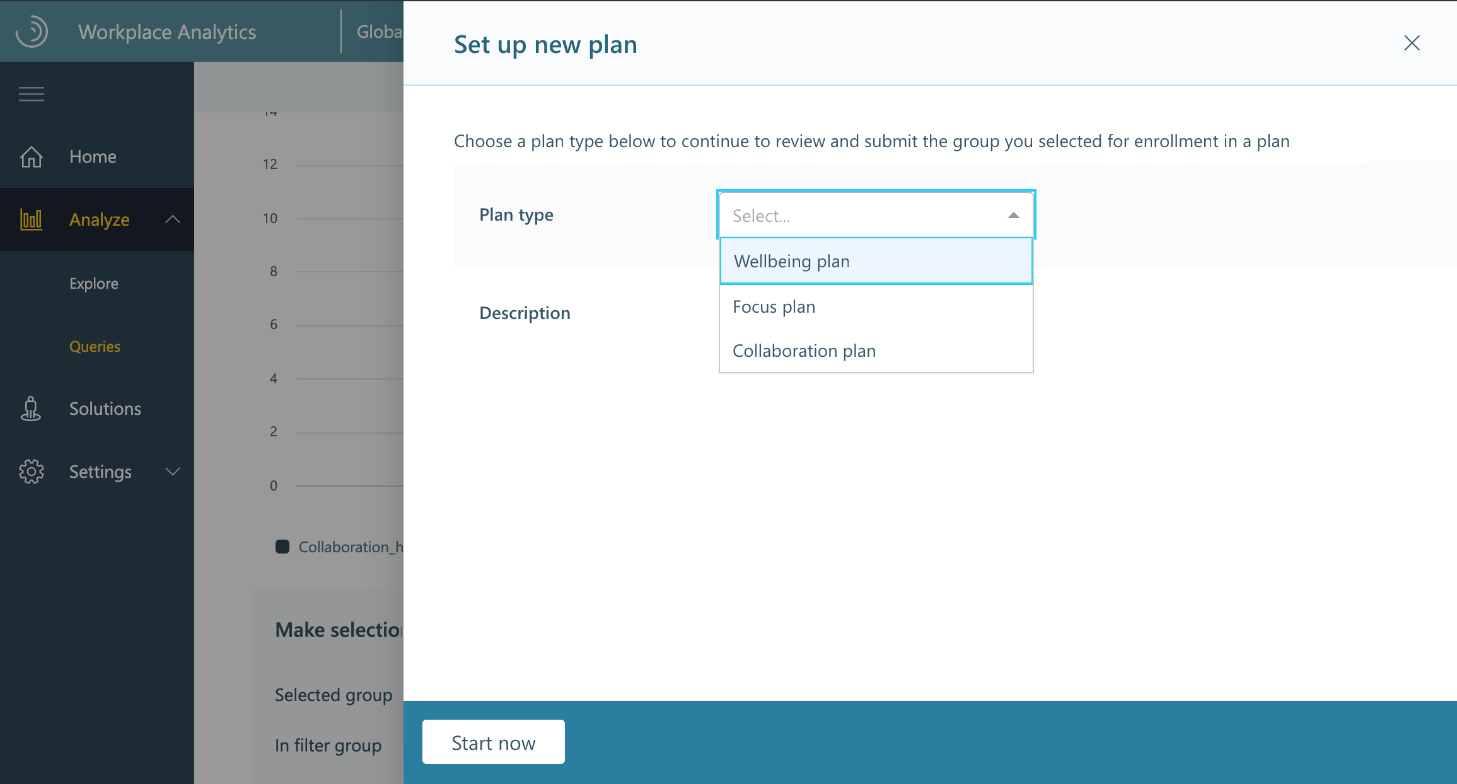 Workplace Analytics
Globa
Home
Analyze
Explore
Queries
Solutions
Settings
14
12
10
8
6
4
2
0
Collaboration_h
Make selection
Selected group
In filter group
Set up new plan
Choose a plan type below to continue to review and submit the group you selected for enrollment in a plan
Plan type
Select...
Wellbeing plan
Focus plan
Collaboration plan
Description
Start now